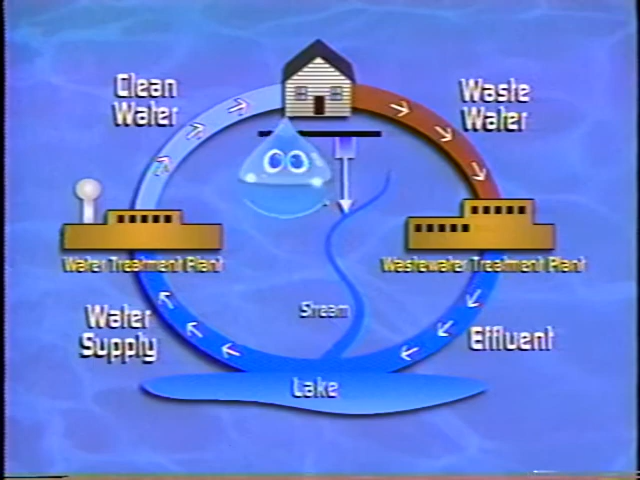 Clean
Water
Waste
Water
Water Treatment Plant
Wastewater Treatment Plant
Stream
Water
Supply
Effluent
Lake